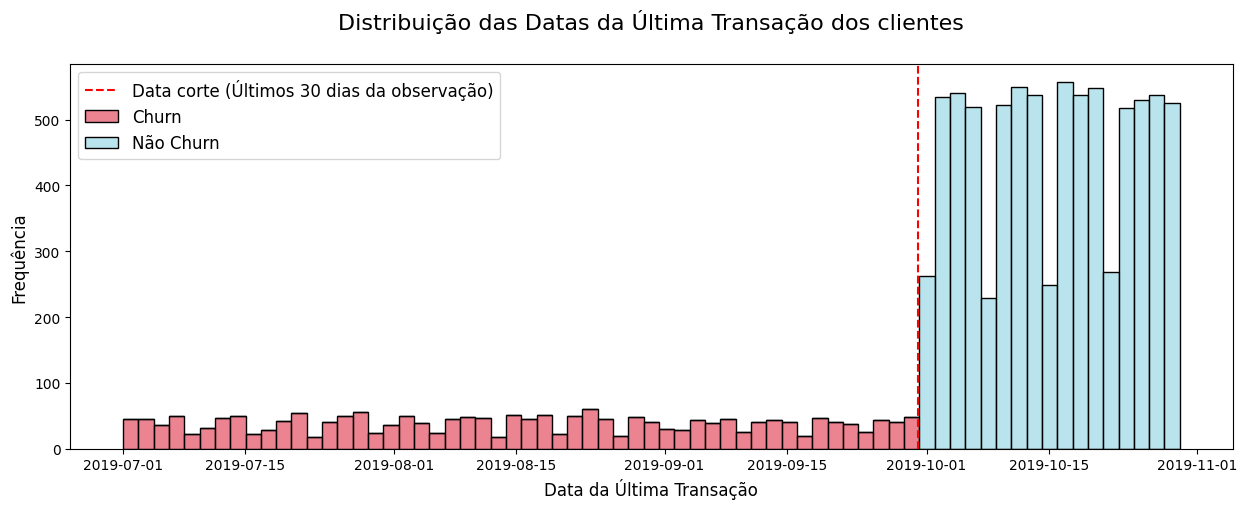 Distribuição das Datas da Última Transação dos clientes
Data corte (Últimos 30 dias da observação)
Churn
Não Churn
Frequência
500
400
300
200
100
0
2019-07-01
2019-07-15
2019-08-01
2019-08-15
2019-09-01
2019-09-15
2019-10-01
2019-10-15
2019-11-01
Data da Última Transação